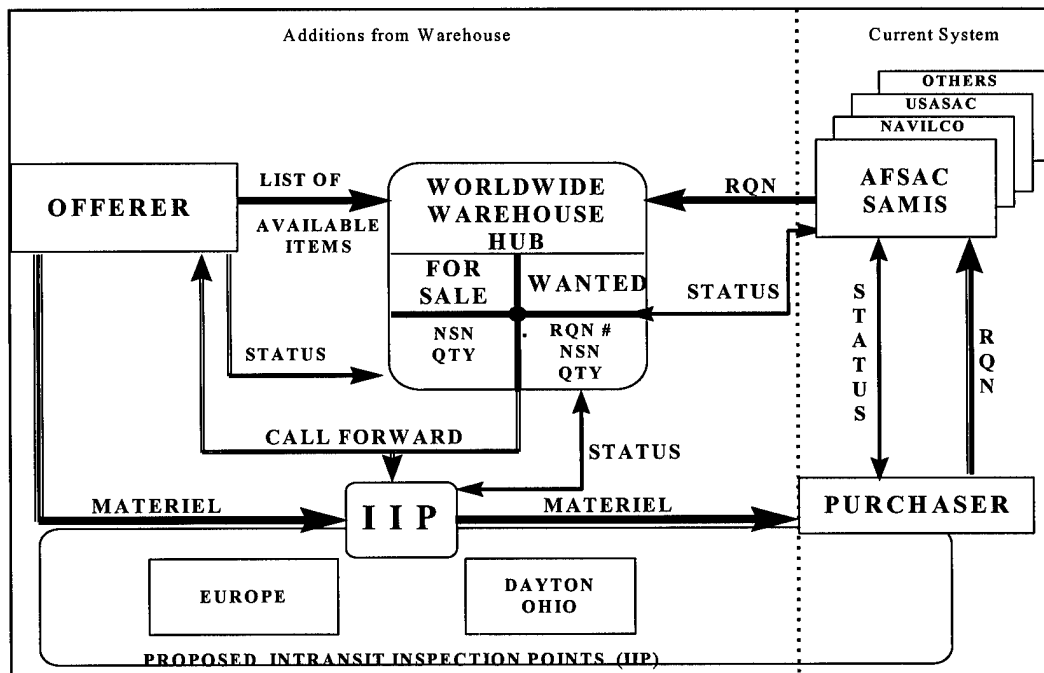 Additions from Warehouse
Current System
OTHERS
USASAC
NAVILCO
AFSAC
SAMIS
OFFERER
LIST OF
AVAILABLE
ITEMS
WORLDWIDE
WAREHOUSE
HUB
FOR
SALE
WANTED
NSN
QTY
RQN #
NSN
QTY
RQN
STATUS
STATUS
STATUS
RQN
CALL FORWARD
STATUS
MATERIEL
IIP
MATERIEL
PURCHASER
EUROPE
DAYTON
OHIO
PROPOSED INTRANSIT INSPECTION POINTS (IIP)